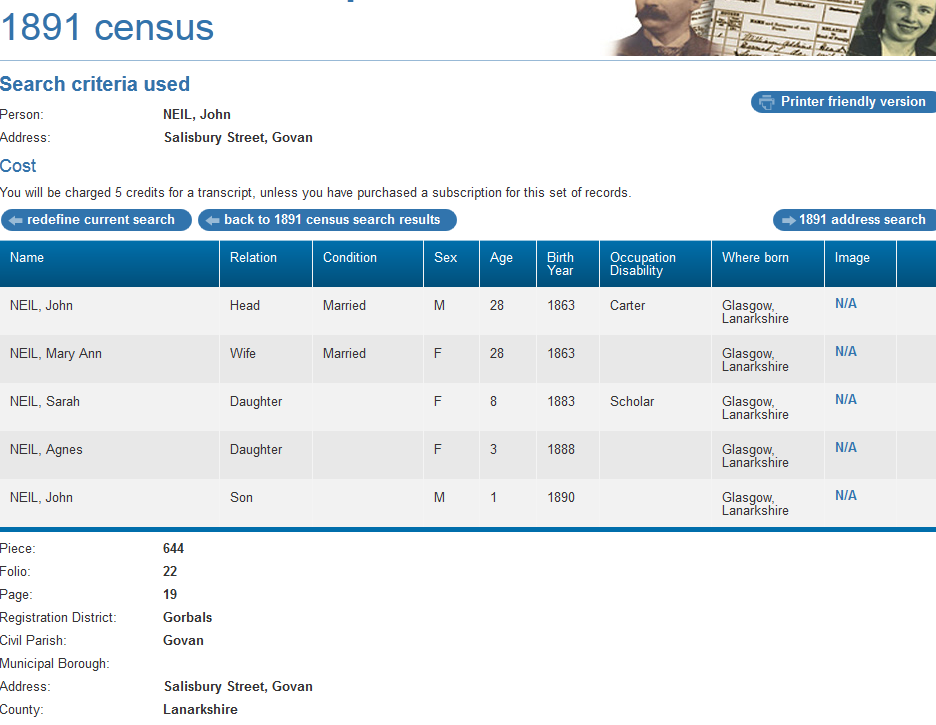 1891 census
Search criteria used
Printer friendly version
Person: NEIL, John
Address: Salisbury Street, Govan
Cost
You will be charged 5 credits for a transcript, unless you have purchased a subscription for this set of records.
redefine current search back to 1891 census search results 1891 address search
Name Relation Condition Sex Age Birth Year Occupation Disability Where born Image
NEIL, John Head Married M 28 1863 Carter Glasgow, Lanarkshire N/A
NEIL, Mary Ann Wife Married F 28 1863 Glasgow, Lanarkshire N/A
NEIL, Sarah Daughter F 8 1883 Scholar Glasgow, Lanarkshire N/A
NEIL, Agnes Daughter F 3 1888 Glasgow, Lanarkshire N/A
NEIL, John Son M 1 1890 Glasgow, Lanarkshire N/A
Piece: 644
Folio: 22
Page: 19
Registration District: Gorbals
Civil Parish: Govan
Municipal Borough:
Address: Salisbury Street, Govan
County: Lanarkshire